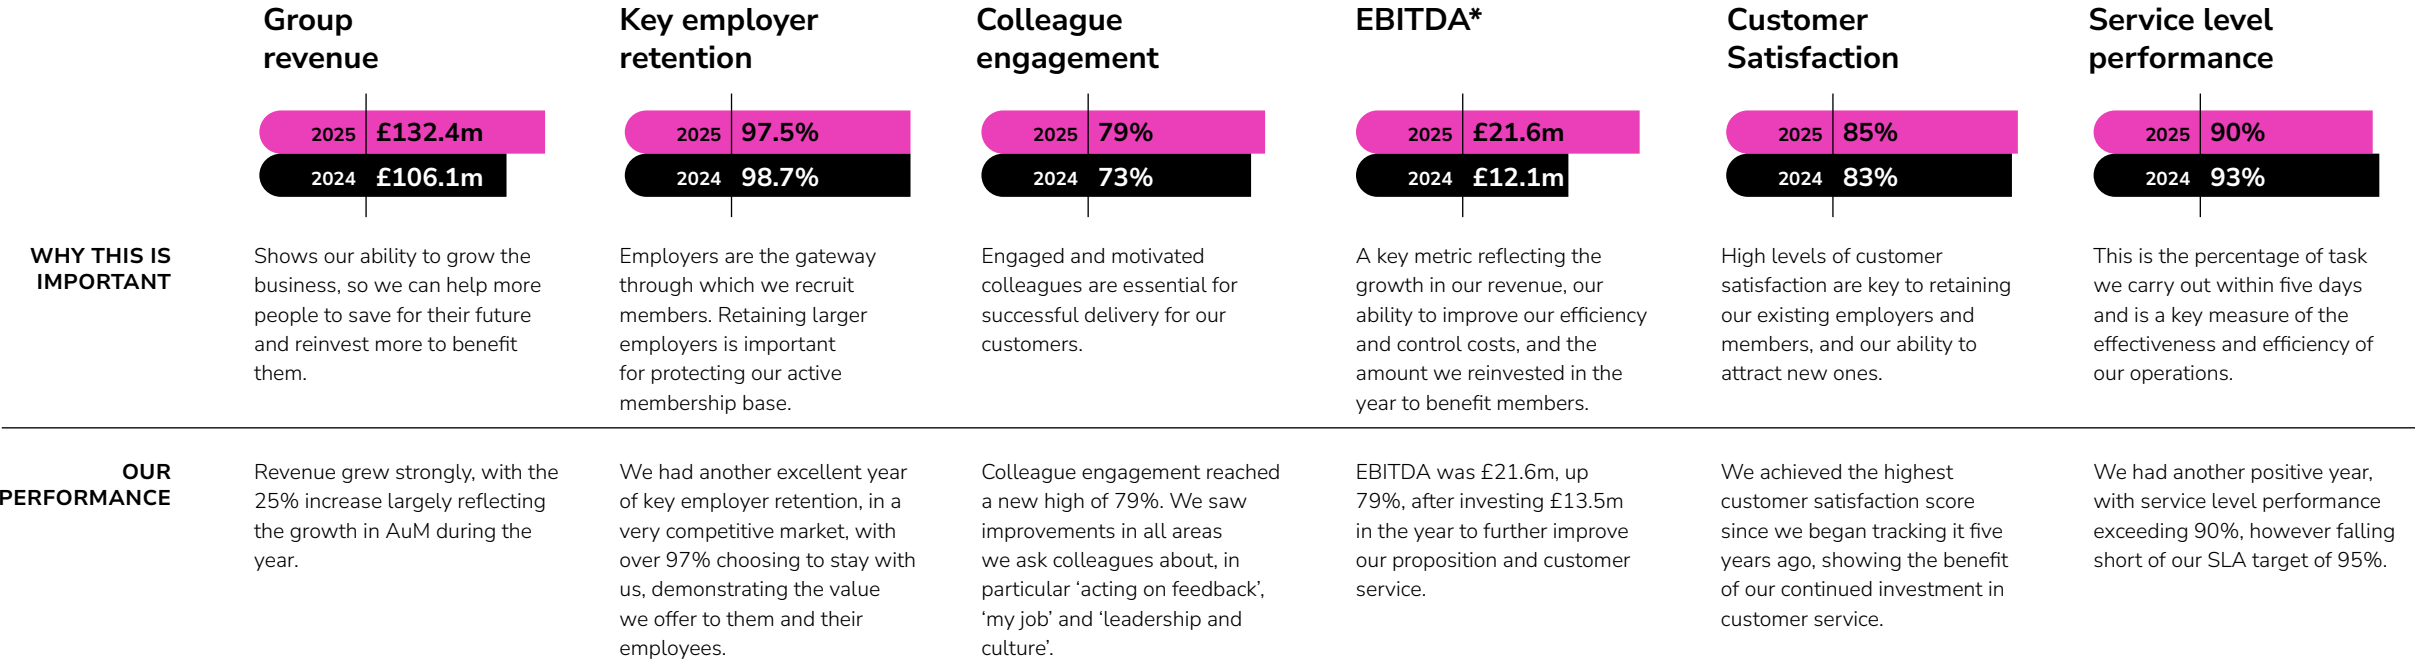 Group
revenue
2025 £132.4m
2024 £106.1m
Key employer
retention
2025 97.5%
2024 98.7%
Colleague
engagement
2025 79%
2024 73%
EBITDA*
2025 £21.6m
2024 £12.1m
Customer
Satisfaction
2025 85%
2024 83%
Service level
performance
2025 90%
2024 93%
WHY THIS IS
IMPORTANT
Shows our ability to grow the
business, so we can help more
people to save for their future
and reinvest more to benefit
them.
Employers are the gateway
through which we recruit
members. Retaining larger
employers is important
for protecting our active
membership base.
Engaged and motivated
colleagues are essential for
successful delivery for our
customers.
A key metric reflecting the
growth in our revenue, our
ability to improve our efficiency
and control costs, and the
amount we reinvested in the
year to benefit members.
High levels of customer
satisfaction are key to retaining
our existing employers and
members, and our ability to
attract new ones.
This is the percentage of task
we carry out within five days
and is a key measure of the
effectiveness and efficiency of
our operations.
OUR
PERFORMANCE
Revenue grew strongly, with the
25% increase largely reflecting
the growth in AuM during the
year.
We had another excellent year
of key employer retention, in a
very competitive market, with
over 97% choosing to stay with
us, demonstrating the value
we offer to them and their
employees.
Colleague engagement reached
a new high of 79%. We saw
improvements in all areas
we ask colleagues about, in
particular ‘acting on feedback’,
‘my job’ and ‘leadership and
culture’.
EBITDA was £21.6m, up
79%, after investing £13.5m
in the year to further improve
our proposition and customer
service.
We achieved the highest
customer satisfaction score
since we began tracking it five
years ago, showing the benefit
of our continued investment in
customer service.
We had another positive year,
with service level performance
exceeding 90%, however falling
short of our SLA target of 95%.